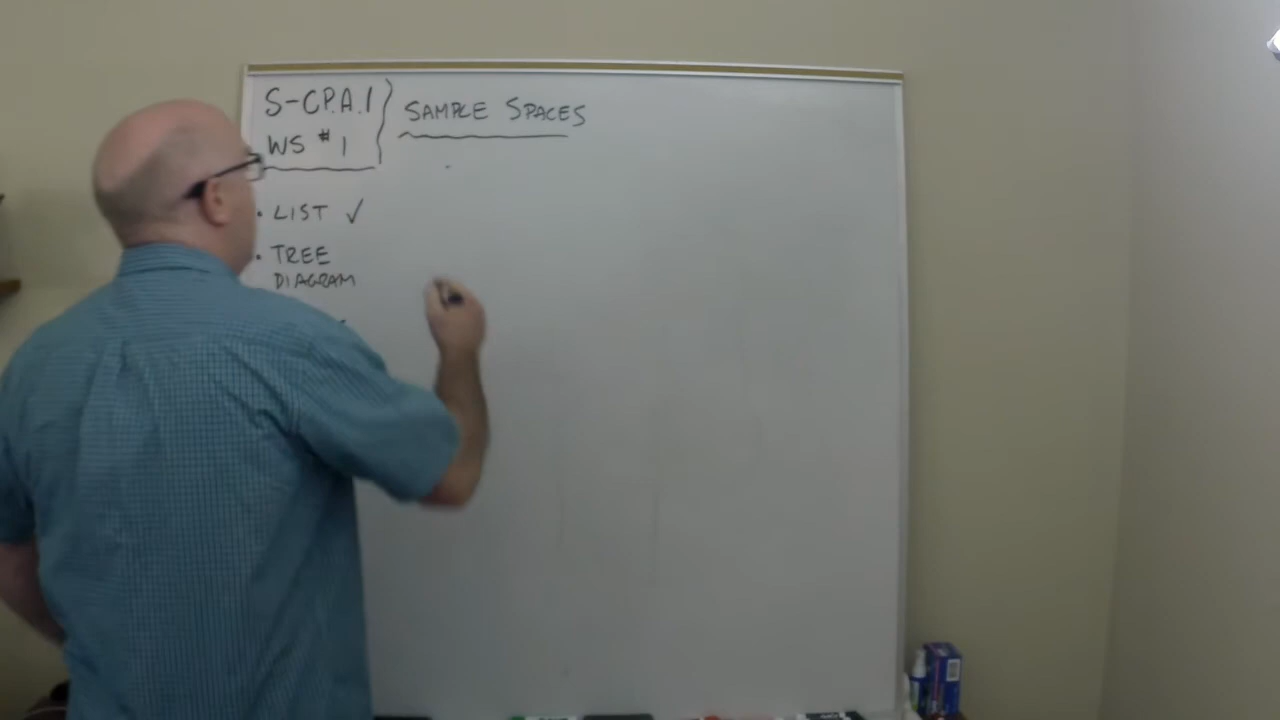 S-CP.A.1
WS #1
SAMPLE SPACES
• LIST ✓
• TREE
DIAGRAM